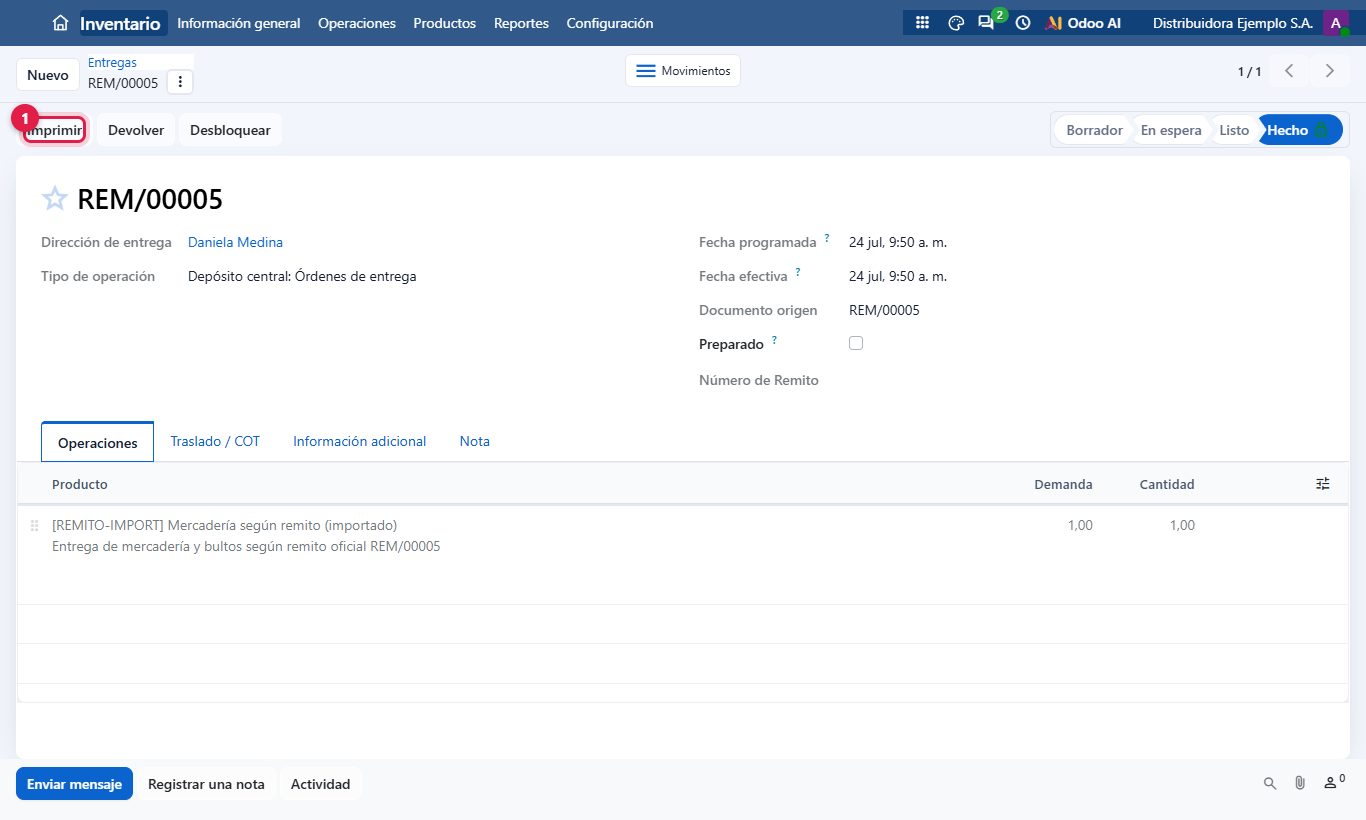 Inventario Información general Operaciones Productos Reportes Configuración 2 Odoo AI Distribuidora Ejemplo S.A. A
Nuevo Entregas
REM/00005
Movimientos
1 / 1
1
Imprimir Devolver Desbloquear
Borrador En espera Listo Hecho
REM/00005
Dirección de entrega Daniela Medina
Tipo de operación Depósito central: Órdenes de entrega
Fecha programada ? 24 jul, 9:50 a. m.
Fecha efectiva ? 24 jul, 9:50 a. m.
Documento origen REM/00005
Preparado ?
Número de Remito
Operaciones Traslado / COT Información adicional Nota
Producto Demanda Cantidad
[REMITO-IMPORT] Mercadería según remito (importado) 1,00 1,00
Entrega de mercadería y bultos según remito oficial REM/00005
Enviar mensaje Registrar una nota Actividad 0